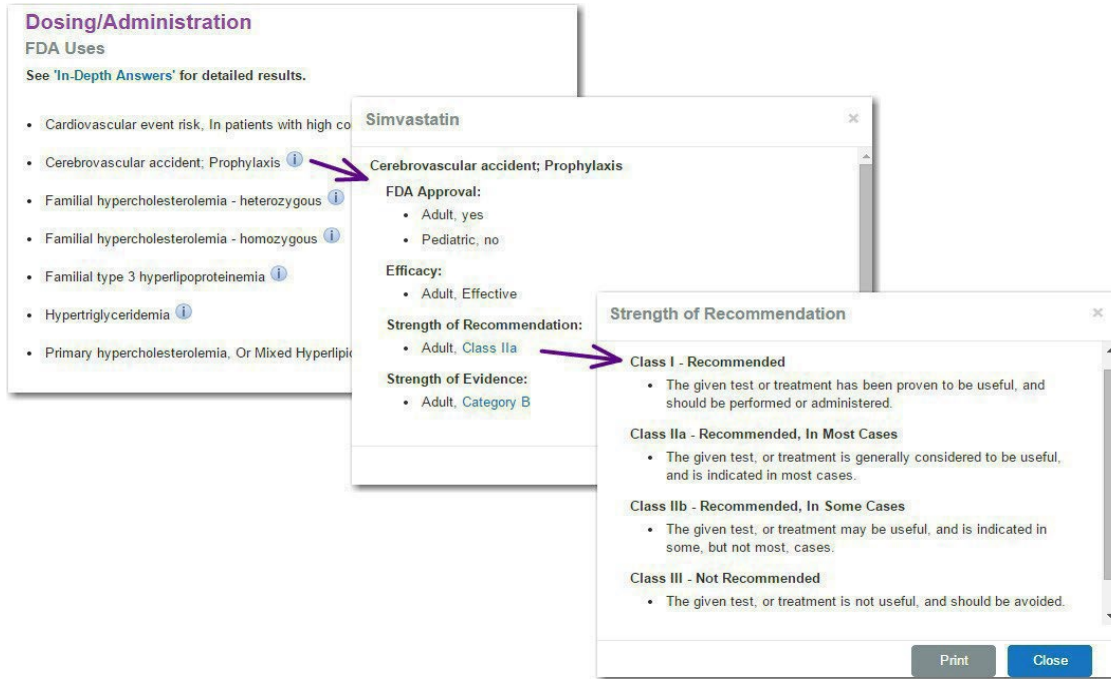 Dosing/Administration
FDA Uses
See 'In-Depth Answers' for detailed results.
• Cardiovascular event risk, In patients with high co
• Cerebrovascular accident; Prophylaxis
• Familial hypercholesterolemia - heterozygous
• Familial hypercholesterolemia - homozygous
• Familial type 3 hyperlipoproteinemia
• Hypertriglyceridemia
• Primary hypercholesterolemia, Or Mixed Hyperlipid
Simvastatin
Cerebrovascular accident; Prophylaxis
FDA Approval:
• Adult, yes
• Pediatric, no
Efficacy:
• Adult, Effective
Strength of Recommendation:
• Adult, Class IIa
Strength of Evidence:
• Adult, Category B
Strength of Recommendation
Class I - Recommended
• The given test or treatment has been proven to be useful, and
should be performed or administered.
Class IIa - Recommended, In Most Cases
• The given test, or treatment is generally considered to be useful,
and is indicated in most cases.
Class IIb - Recommended, In Some Cases
• The given test, or treatment may be useful, and is indicated in
some, but not most, cases.
Class III - Not Recommended
• The given test, or treatment is not useful, and should be avoided.
Print
Close